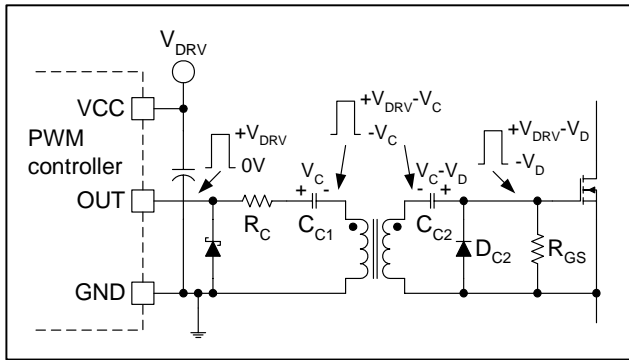 V_DRV
VCC
PWM
controller
OUT
GND
+V_DRV
0V
R_C
+ V_C -
C_C1
+V_DRV-V_C
-V_C
V_C-V_D
- +
C_C2
+V_DRV-V_D
-V_D
D_C2
R_GS